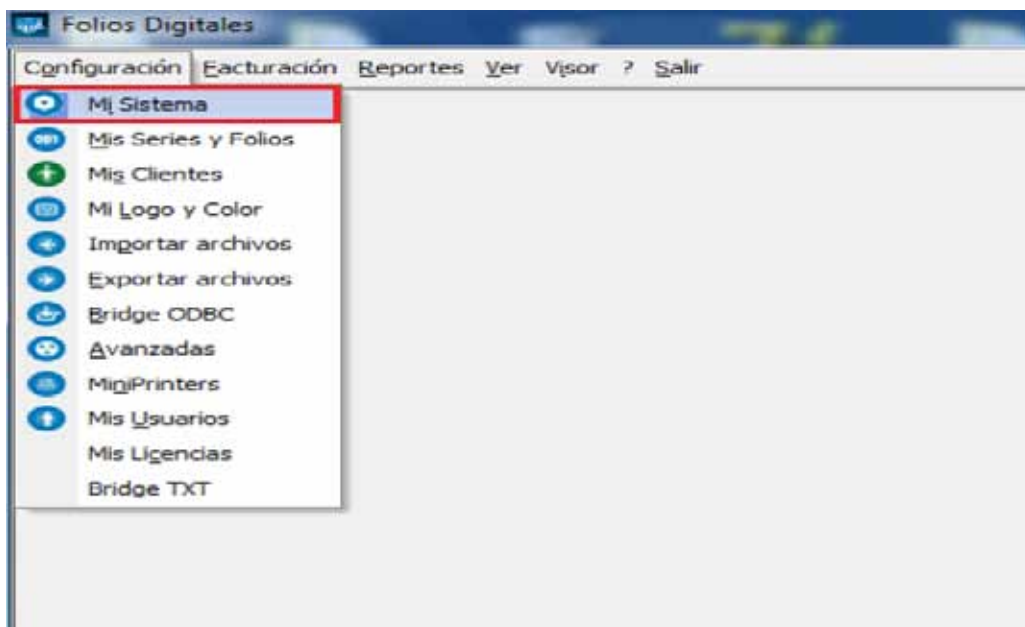 Folios Digitales
Configuración Facturación Reportes Ver Visor ? Salir
Mi Sistema
Mis Series y Folios
Mis Clientes
Mi Logo y Color
Importar archivos
Exportar archivos
Bridge ODBC
Avanzadas
MiniPrinters
Mis Usuarios
Mis Licencias
Bridge TXT